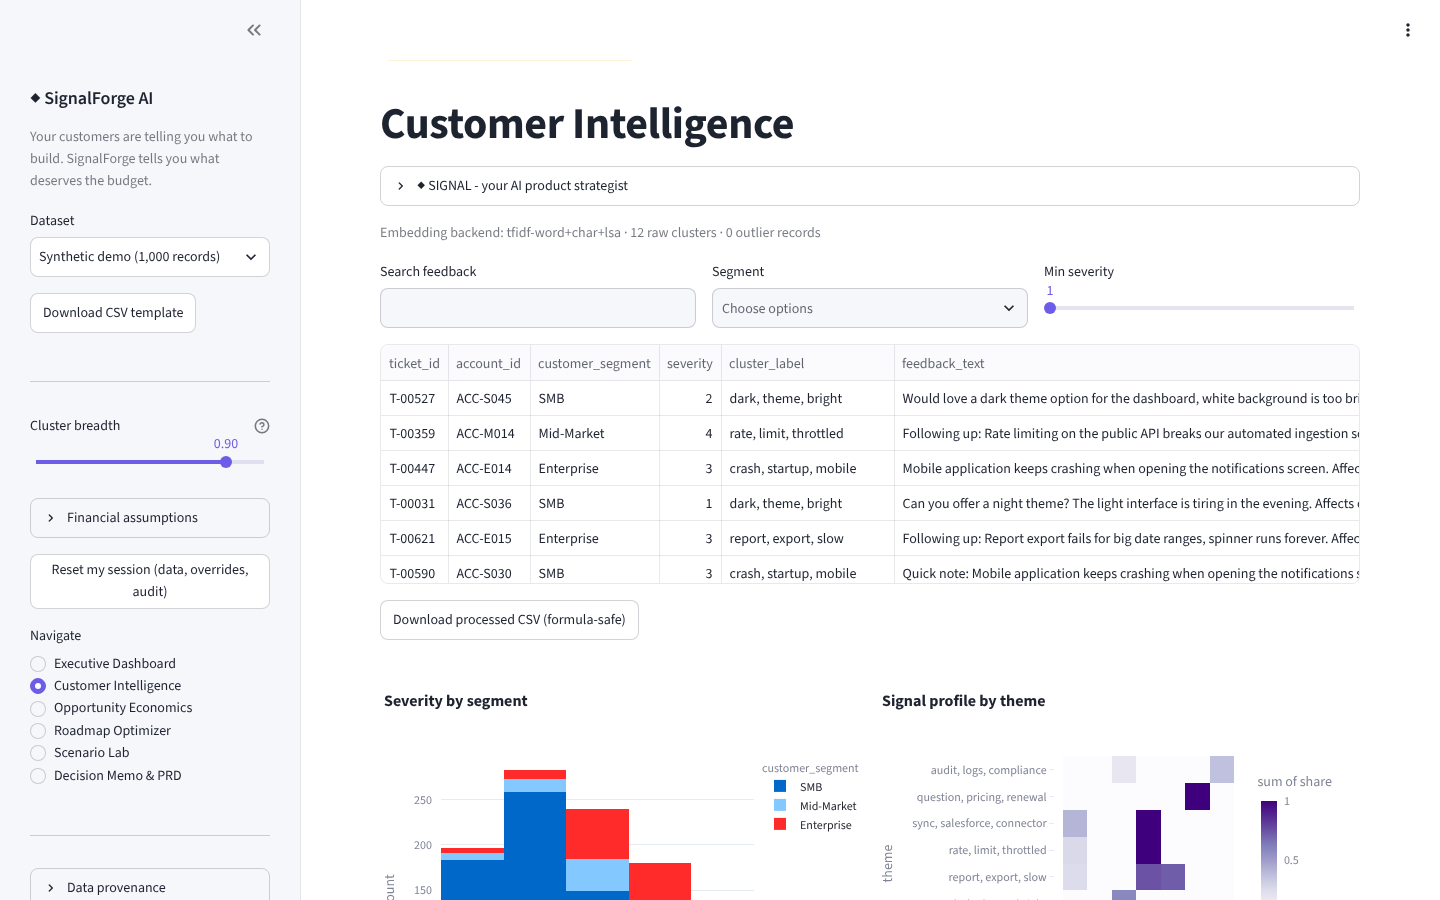 ◆ SignalForge AI
Your customers are telling you what to
build. SignalForge tells you what
deserves the budget.
Dataset
Synthetic demo (1,000 records)
Download CSV template
Cluster breadth
0.90
Financial assumptions
Reset my session (data, overrides,
audit)
Navigate
Executive Dashboard
Customer Intelligence
Opportunity Economics
Roadmap Optimizer
Scenario Lab
Decision Memo & PRD
Data provenance
Customer Intelligence
◆ SIGNAL - your AI product strategist
Embedding backend: tfidf-word+char+lsa · 12 raw clusters · 0 outlier records
Search feedback
Segment
Choose options
Min severity
1
ticket_id account_id customer_segment severity cluster_label feedback_text
T-00527 ACC-S045 SMB 2 dark, theme, bright Would love a dark theme option for the dashboard, white background is too
T-00359 ACC-M014 Mid-Market 4 rate, limit, throttled Following up: Rate limiting on the public API breaks our automated ingestion
T-00447 ACC-E014 Enterprise 3 crash, startup, mobile Mobile application keeps crashing when opening the notifications screen.
T-00031 ACC-S036 SMB 1 dark, theme, bright Can you offer a night theme? The light interface is tiring in the evening. Affects
T-00621 ACC-E015 Enterprise 3 report, export, slow Following up: Report export fails for big date ranges, spinner runs forever.
T-00590 ACC-S030 SMB 3 crash, startup, mobile Quick note: Mobile application keeps crashing when opening the notifications
Download processed CSV (formula-safe)
Severity by segment
250
200
150
customer_segment
SMB
Mid-Market
Enterprise
Signal profile by theme
theme
audit, logs, compliance
question, pricing, renewal
sync, salesforce, connector
rate, limit, throttled
report, export, slow
sum of share
1
0.5